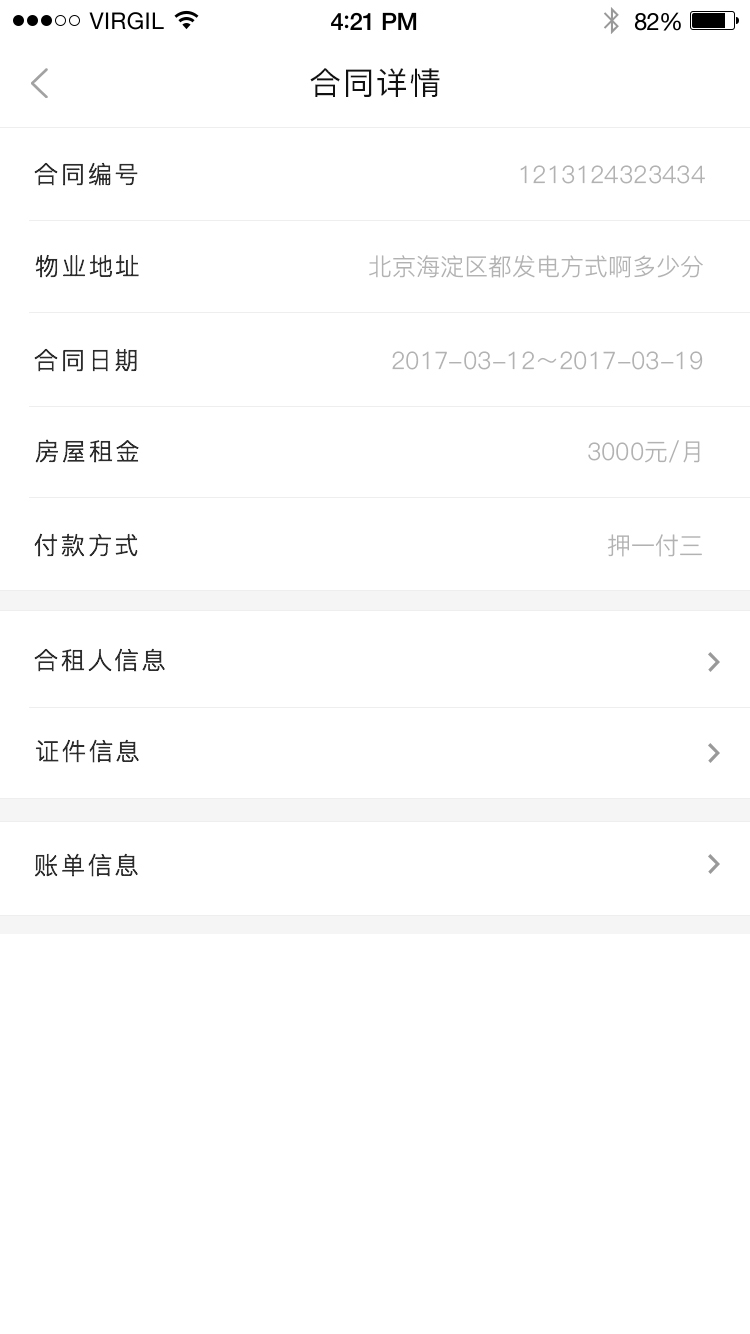 VIRGIL 4:21 PM 82%
合同详情
合同编号 1213124323434
物业地址 北京海淀区都发电方式啊多少分
合同日期 2017-03-12～2017-03-19
房屋租金 3000元/月
付款方式 押一付三
合租人信息
证件信息
账单信息